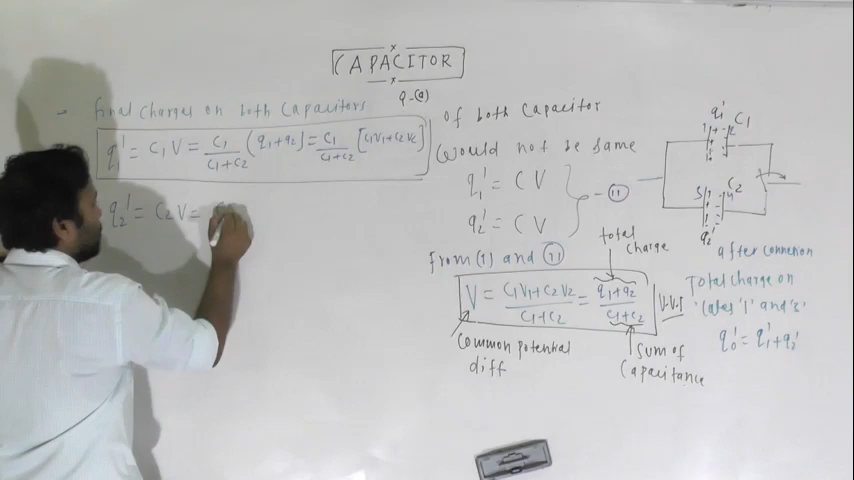 CAPACITOR
Q-(a)
final charges on both Capacitors
q₁' = C₁V = C₁/C₁+C₂ (q₁+q₂) = C₁/C₁+C₂ [C₁V₁+C₂V₂]
q₂' = C₂V =
of both Capacitor
would not be same
q₁' = CV
q₂' = CV
- (11)
from (1) and (11)
total charge
V = C₁V₁+C₂V₂/C₁+C₂ = q₁+q₂/C₁+C₂
V.V.I
Common potential
diff
sum of
Capacitance
q₁'
C₁
C₂
q₂'
after connection
Total charge on
'1' and '3'
q₀' = q₁'+q₂'